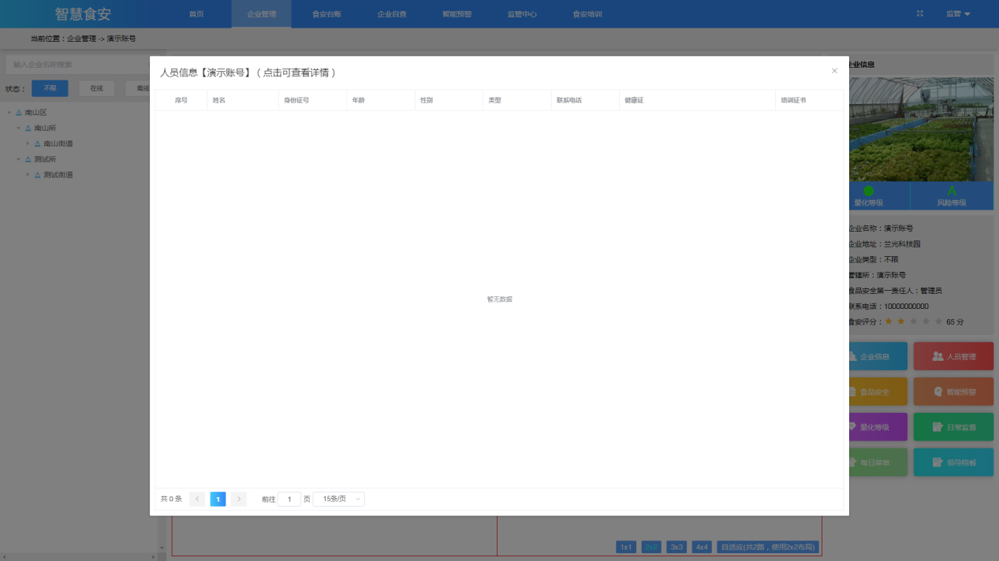 智慧食安
首页
企业管理
食安台账
企业自查
智能预警
监管中心
食安培训
监管
当前位置：企业管理 -> 演示账号
输入企业名称搜索
状态：
不限
在线
离线
南山区
南山所
南山街道
测试所
测试街道
人员信息【演示账号】（点击可查看详情）
序号
姓名
身份证号
年龄
性别
类型
联系电话
健康证
培训证书
暂无数据
共 0 条
1
前往
1
页
15条/页
1x1
2x2
3x3
4x4
自适应(共2路，使用2x2布局)
企业信息
量化等级
A
风险等级
企业名称：演示账号
企业地址：兰光科技园
企业类型：不限
管辖所：演示账号
食品安全第一责任人：管理员
联系电话：10000000000
食安评分：
65 分
企业信息
人员管理
食品安全
智能预警
量化等级
日常监督
每日菜单
领导陪餐